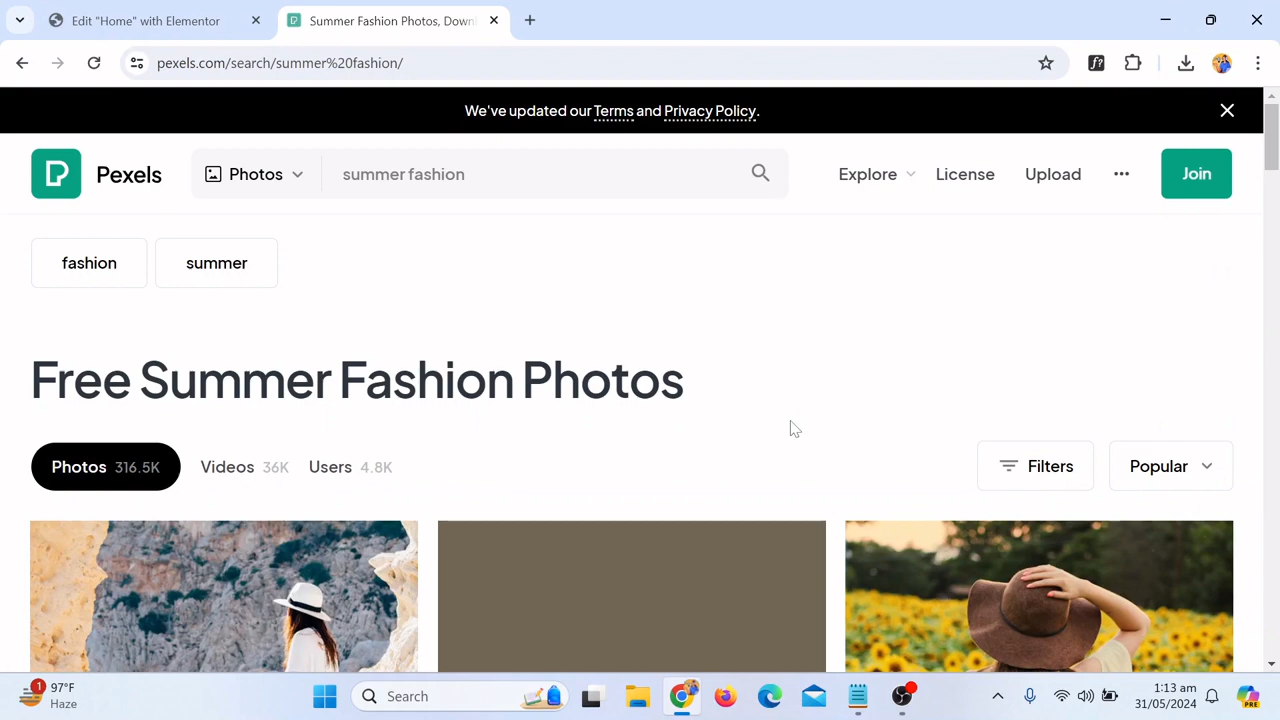 Edit "Home" with Elementor
Summer Fashion Photos, Down
pexels.com/search/summer%20fashion/
We've updated our Terms and Privacy Policy.
Pexels
Photos
summer fashion
Explore
License
Upload
Join
fashion
summer
Free Summer Fashion Photos
Photos 316.5K
Videos 36K
Users 4.8K
Filters
Popular
1
97°F
Haze
Search
1:13 am
31/05/2024
PRE